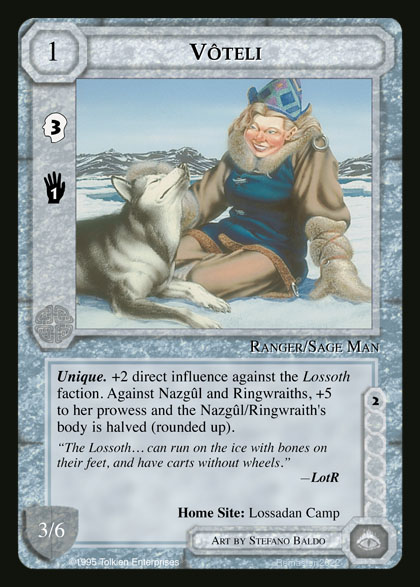 1
VÔTELI
3
1
RANGER/SAGE MAN
Unique. +2 direct influence against the Lossoth
faction. Against Nazgûl and Ringwraiths, +5
to her prowess and the Nazgûl/Ringwraith's
body is halved (rounded up).
2
“The Lossoth… can run on the ice with bones on
their feet, and have carts without wheels.”
–LotR
Home Site: Lossadan Camp
3/6
ART BY STEFANO BALDO
©1995 Tolkien Enterprises